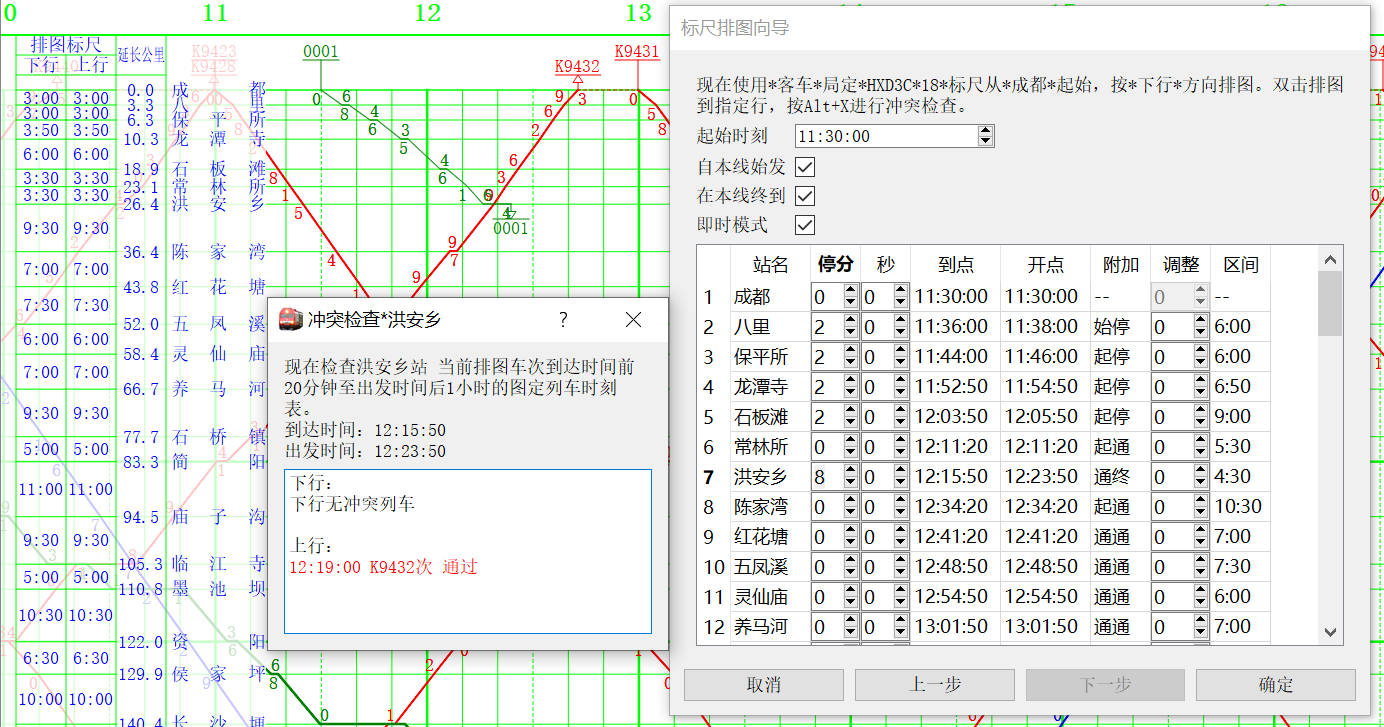 0 11 12 13
排图标尺 延长公里
下行 上行
K9423
K9428
0001
K9432
K9431
0001
3:00 3:00 0.0 成 都
3:00 3:00 3.3 八 里
3:50 3:50 6.3 保 平 所
6:00 6:00 10.3 龙 潭 寺
3:30 3:30 18.9 石 板 滩
3:30 3:30 23.1 常 林 所
9:30 9:30 26.4 洪 安 乡
7:00 7:00 36.4 陈 家 湾
7:30 7:30 43.8 红 花 塘
6:00 6:00 52.0 五 凤 溪
7:00 7:00 58.4 灵 仙 庙
9:30 9:30 66.7 养 马 河
5:00 5:00 77.7 石 桥 镇
11:00 11:00 83.3 简 阳
9:30 9:30 94.5 庙 子 沟
5:00 5:00 105.3 临 江 寺
10:30 10:30 110.8 墨 池 坝
6:30 6:30 122.0 资 阳
10:00 10:00 129.9 侯 家 坪
140.4 长 沙 埂
冲突检查*洪安乡
现在检查洪安乡站 当前排图车次到达时间前
20分钟至出发时间后1小时的图定列车时刻
表。
到达时间: 12:15:50
出发时间: 12:23:50
下行:
下行无冲突列车
上行:
12:19:00 K9432次 通过
标尺排图向导
现在使用*客车*局定*HXD3C*18*标尺从*成都*起始，按*下行*方向排图。双击排图
到指定行，按Alt+X进行冲突检查。
起始时刻 11:30:00
自本线始发
在本线终到
即时模式
站名 停分 秒 到点 开点 附加 调整 区间
1 成都 0 0 11:30:00 11:30:00 -- 0 --
2 八里 2 0 11:36:00 11:38:00 始停 0 6:00
3 保平所 2 0 11:44:00 11:46:00 起停 0 6:00
4 龙潭寺 2 0 11:52:50 11:54:50 起停 0 6:50
5 石板滩 2 0 12:03:50 12:05:50 起停 0 9:00
6 常林所 0 0 12:11:20 12:11:20 起通 0 5:30
7 洪安乡 8 0 12:15:50 12:23:50 通终 0 4:30
8 陈家湾 0 0 12:34:20 12:34:20 起通 0 10:30
9 红花塘 0 0 12:41:20 12:41:20 通通 0 7:00
10 五凤溪 0 0 12:48:50 12:48:50 通通 0 7:30
11 灵仙庙 0 0 12:54:50 12:54:50 通通 0 6:00
12 养马河 0 0 13:01:50 13:01:50 通通 0 7:00
取消 上一步 下一步 确定